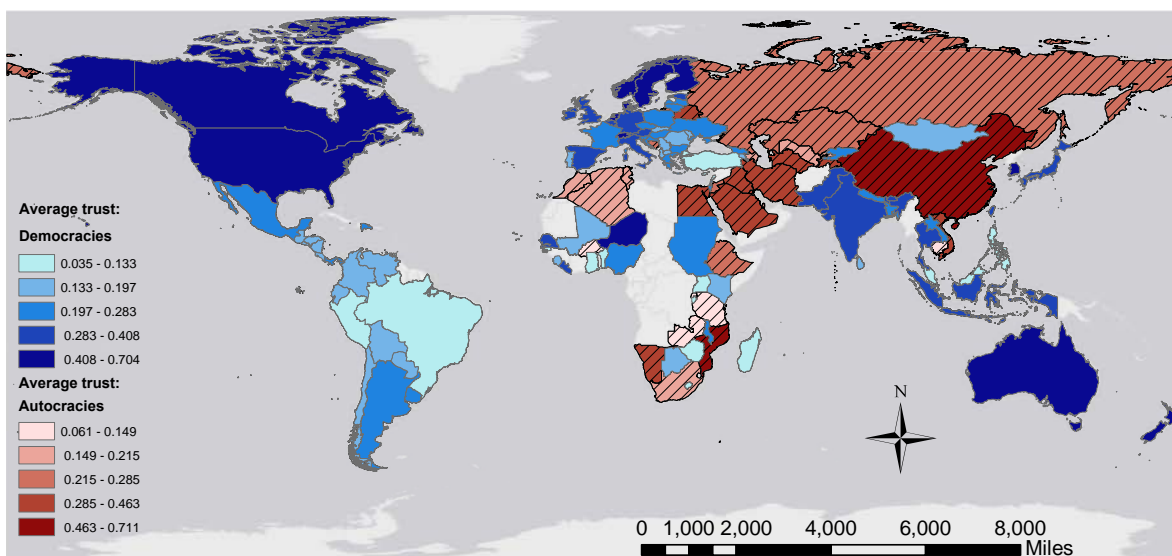 Average trust:
Democracies
0.035 - 0.133
0.133 - 0.197
0.197 - 0.283
0.283 - 0.408
0.408 - 0.704
Average trust:
Autocracies
0.061 - 0.149
0.149 - 0.215
0.215 - 0.285
0.285 - 0.463
0.463 - 0.711
N
0 1,000 2,000 4,000 6,000 8,000
Miles